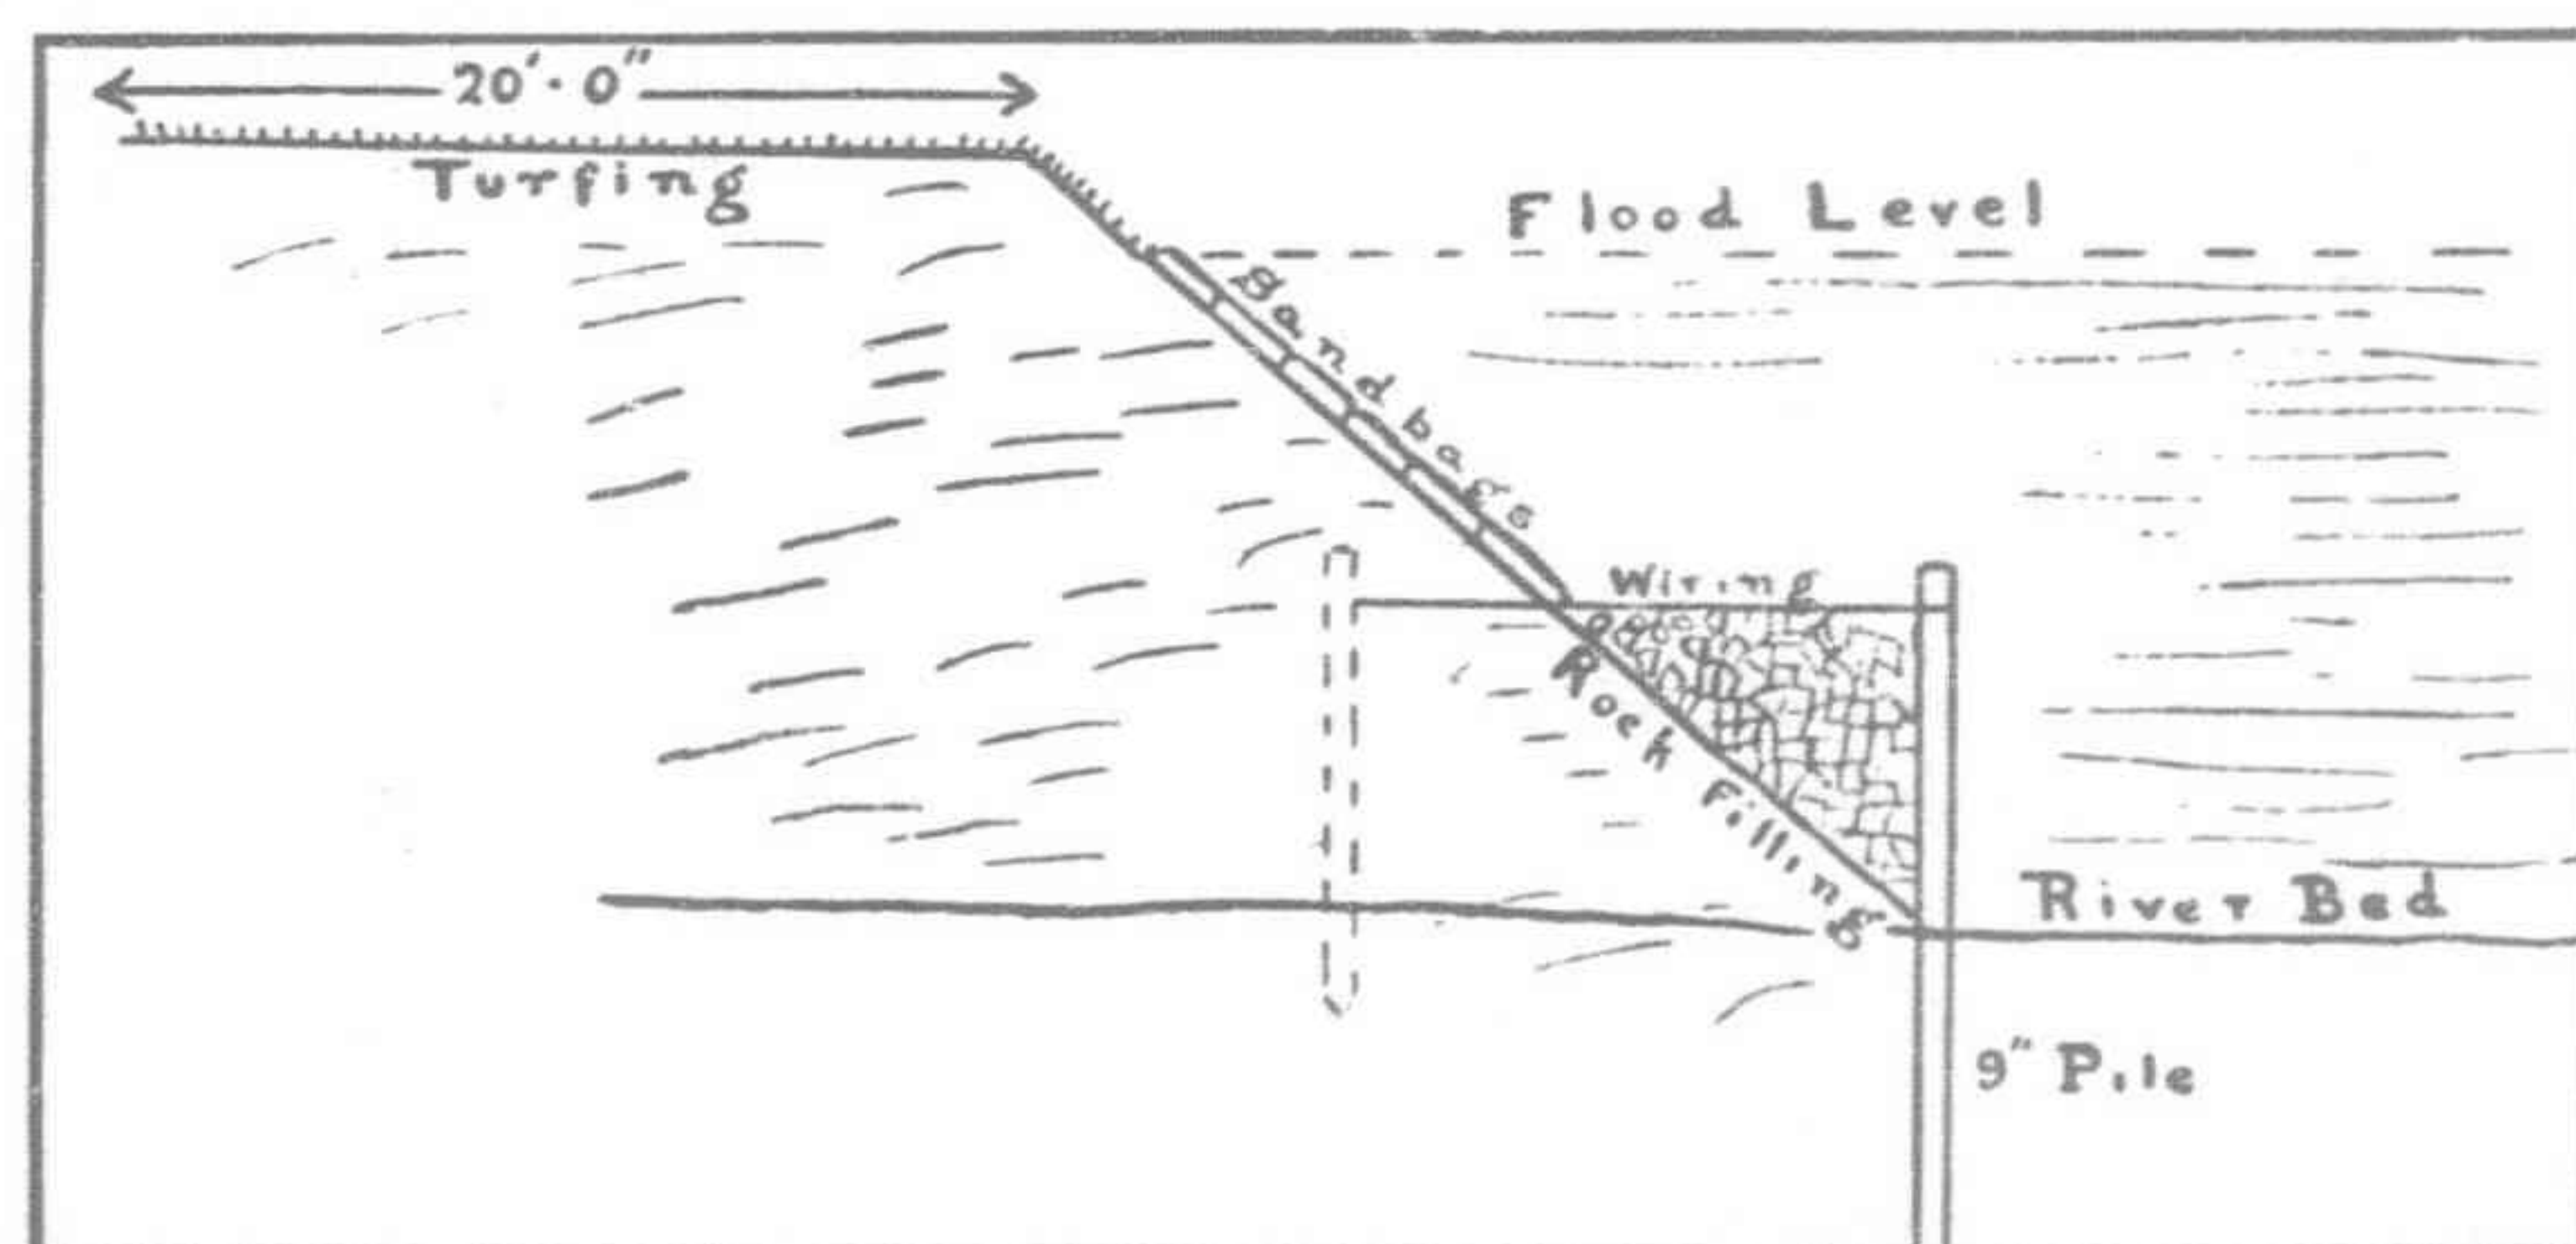 20'·0"
Turfing
Flood Level
Sandbags
Wiring
Rock Filling
River Bed
9" Pile